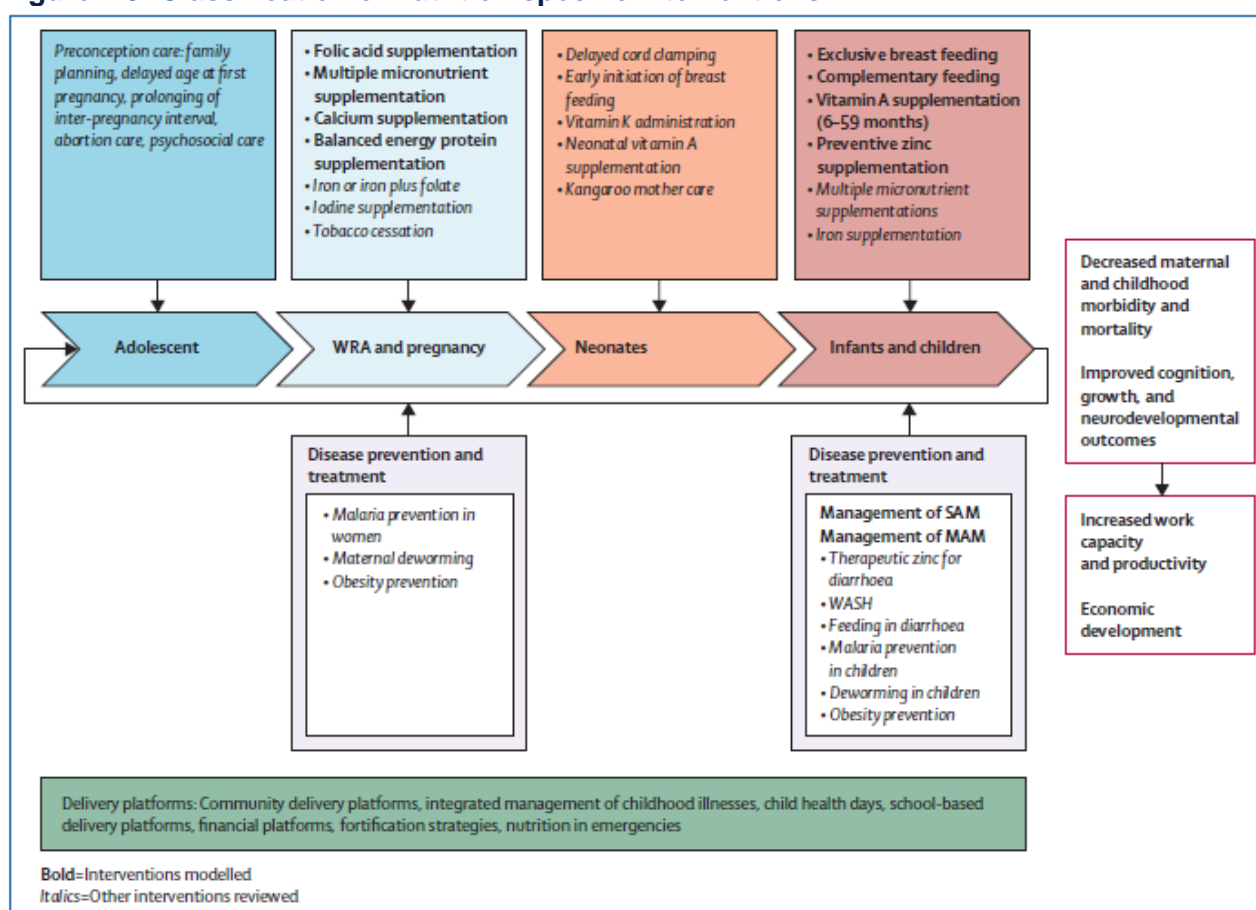 Preconception care: family
planning, delayed age at first
pregnancy, prolonging of
inter-pregnancy interval,
abortion care, psychosocial care
• Folic acid supplementation
• Multiple micronutrient
supplementation
• Calcium supplementation
• Balanced energy protein
supplementation
• Iron or iron plus folate
• Iodine supplementation
• Tobacco cessation
• Delayed cord clamping
• Early initiation of breast
feeding
• Vitamin K administration
• Neonatal vitamin A
supplementation
• Kangaroo mother care
• Exclusive breast feeding
• Complementary feeding
• Vitamin A supplementation
(6–59 months)
• Preventive zinc
supplementation
• Multiple micronutrient
supplementations
• Iron supplementation
Adolescent
WRA and pregnancy
Neonates
Infants and children
Decreased maternal
and childhood
morbidity and
mortality
Improved cognition,
growth, and
neurodevelopmental
outcomes
Increased work
capacity
and productivity
Economic
development
Disease prevention and
treatment
• Malaria prevention in
women
• Maternal deworming
• Obesity prevention
Disease prevention and
treatment
Management of SAM
Management of MAM
• Therapeutic zinc for
diarrhoea
• WASH
• Feeding in diarrhoea
• Malaria prevention
in children
• Deworming in children
• Obesity prevention
Delivery platforms: Community delivery platforms, integrated management of childhood illnesses, child health days, school-based
delivery platforms, financial platforms, fortification strategies, nutrition in emergencies
Bold=Interventions modelled
Italics=Other interventions reviewed